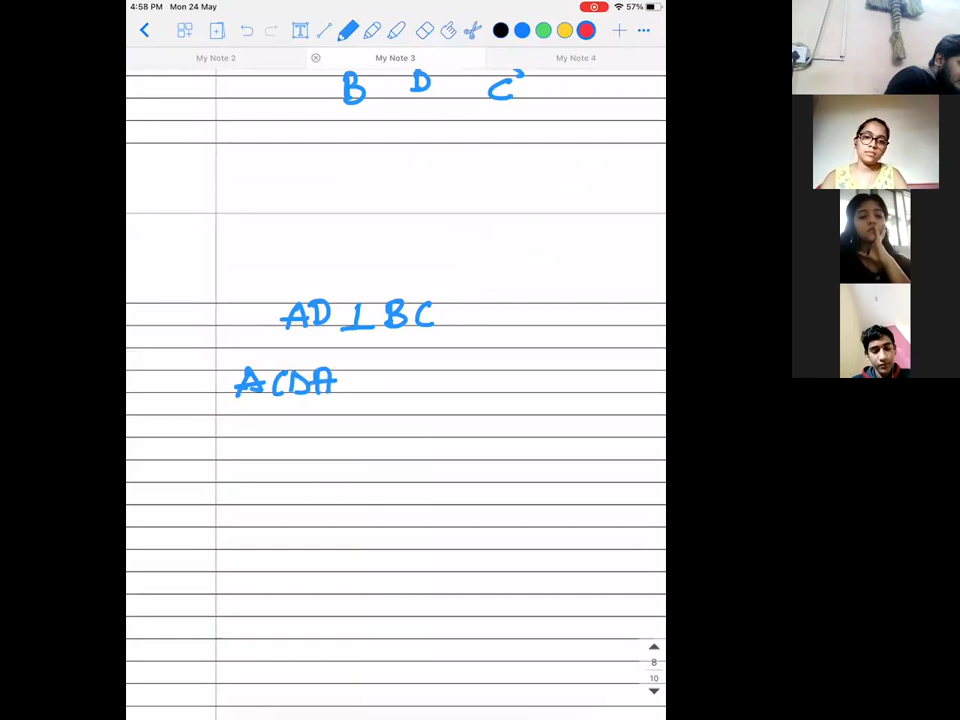 4:58 PM Mon 24 May 57%
My Note 2 My Note 3 My Note 4
B D C
AD ⊥ BC
ACDA
8
10